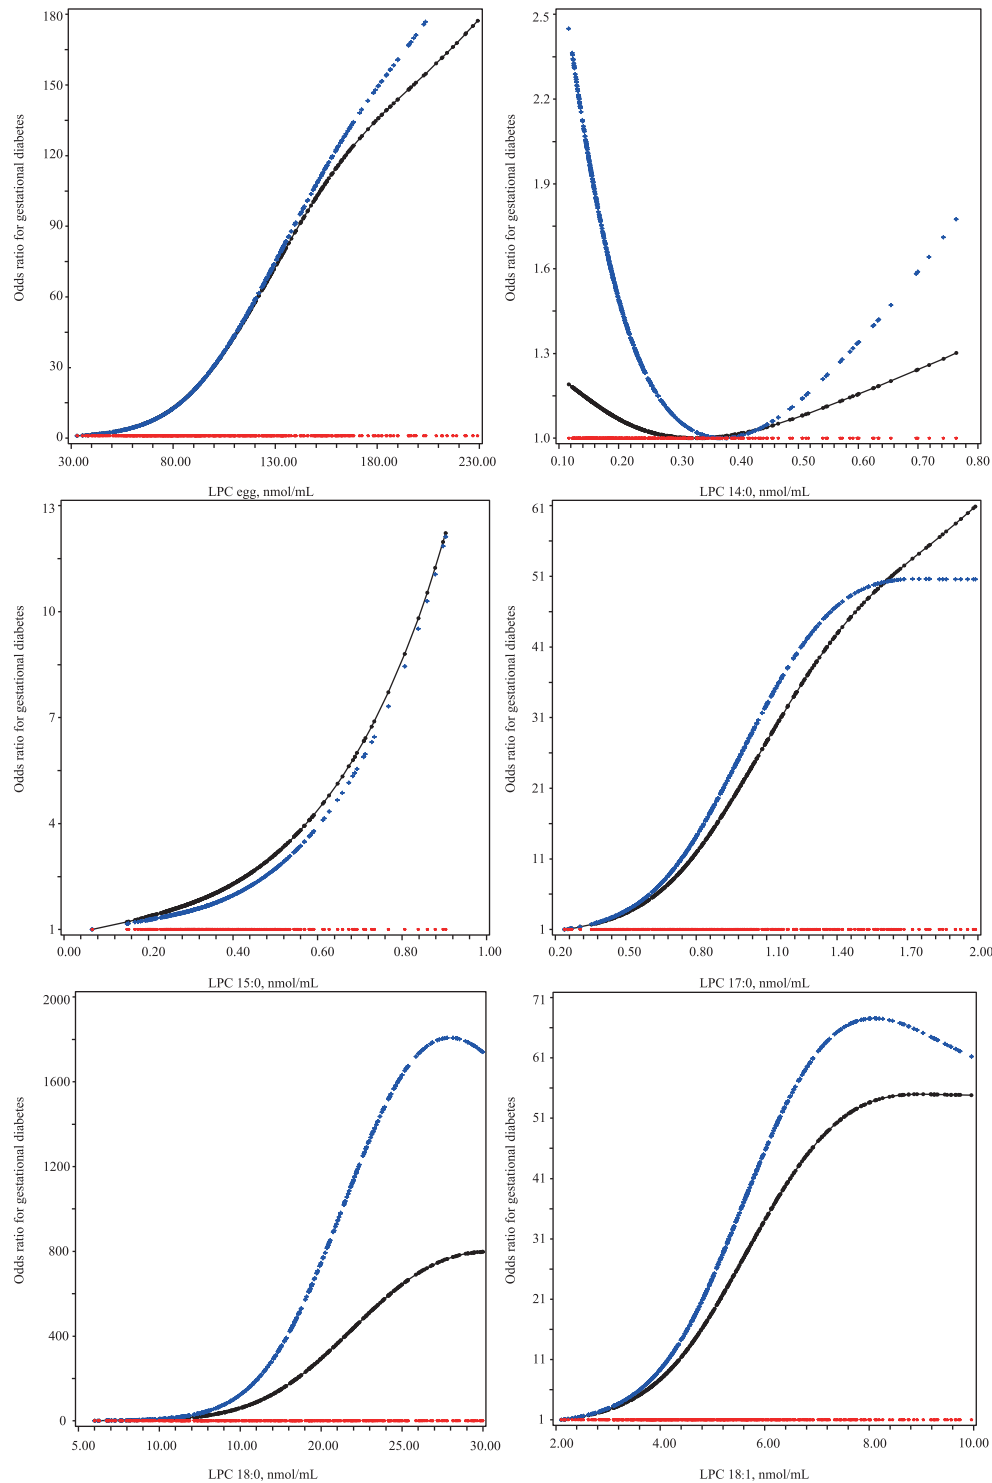 Odds ratio for gestational diabetes
180
150
120
90
60
30
0
30.00 80.00 130.00 180.00 230.00
LPC egg, nmol/mL
Odds ratio for gestational diabetes
2.5
2.2
1.9
1.6
1.3
1.0
0.10 0.20 0.30 0.40 0.50 0.60 0.70 0.80
LPC 14:0, nmol/mL
Odds ratio for gestational diabetes
13
10
7
4
1
0.00 0.20 0.40 0.60 0.80 1.00
LPC 15:0, nmol/mL
Odds ratio for gestational diabetes
61
51
41
31
21
11
1
0.20 0.50 0.80 1.10 1.40 1.70 2.00
LPC 17:0, nmol/mL
Odds ratio for gestational diabetes
2000
1600
1200
800
400
0
5.00 10.00 10.00 20.00 25.00 30.00
LPC 18:0, nmol/mL
Odds ratio for gestational diabetes
71
61
51
41
31
21
11
1
2.00 4.00 6.00 8.00 10.00
LPC 18:1, nmol/mL